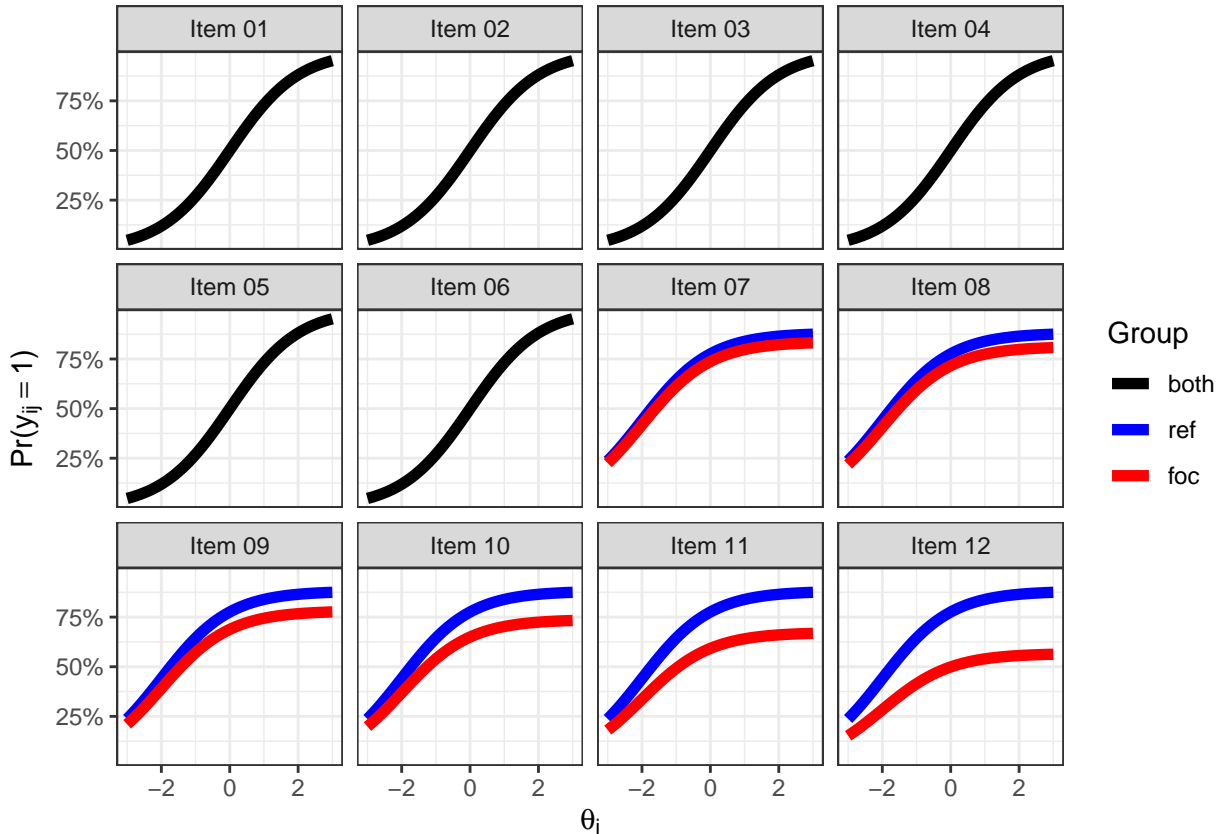 Item 01 Item 02 Item 03 Item 04
75%
50%
25%
Item 05 Item 06 Item 07 Item 08
75%
50%
25%
Item 09 Item 10 Item 11 Item 12
75%
50%
25%
−2 0 2 −2 0 2 −2 0 2 −2 0 2
θi
Pr(yij = 1)
Group
both
ref
foc